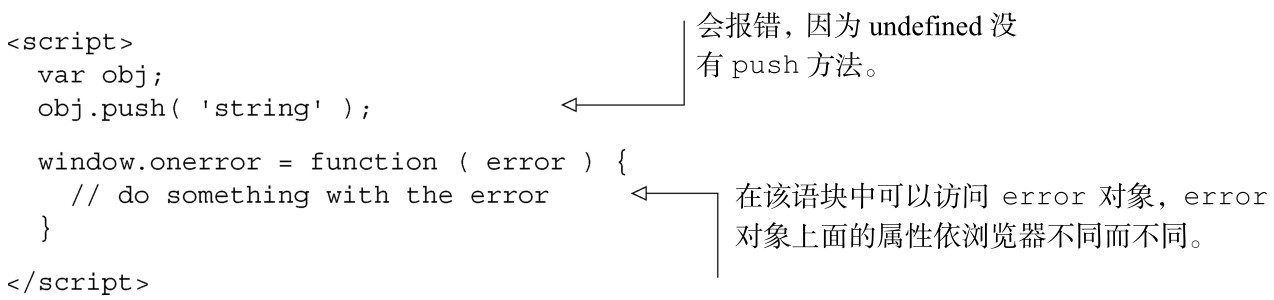 <script>
var obj;
obj.push( 'string' );
会报错，因为 undefined 没
有 push 方法。
window.onerror = function ( error ) {
// do something with the error
}
在该语块中可以访问 error 对象，error
对象上面的属性依浏览器不同而不同。
</script>